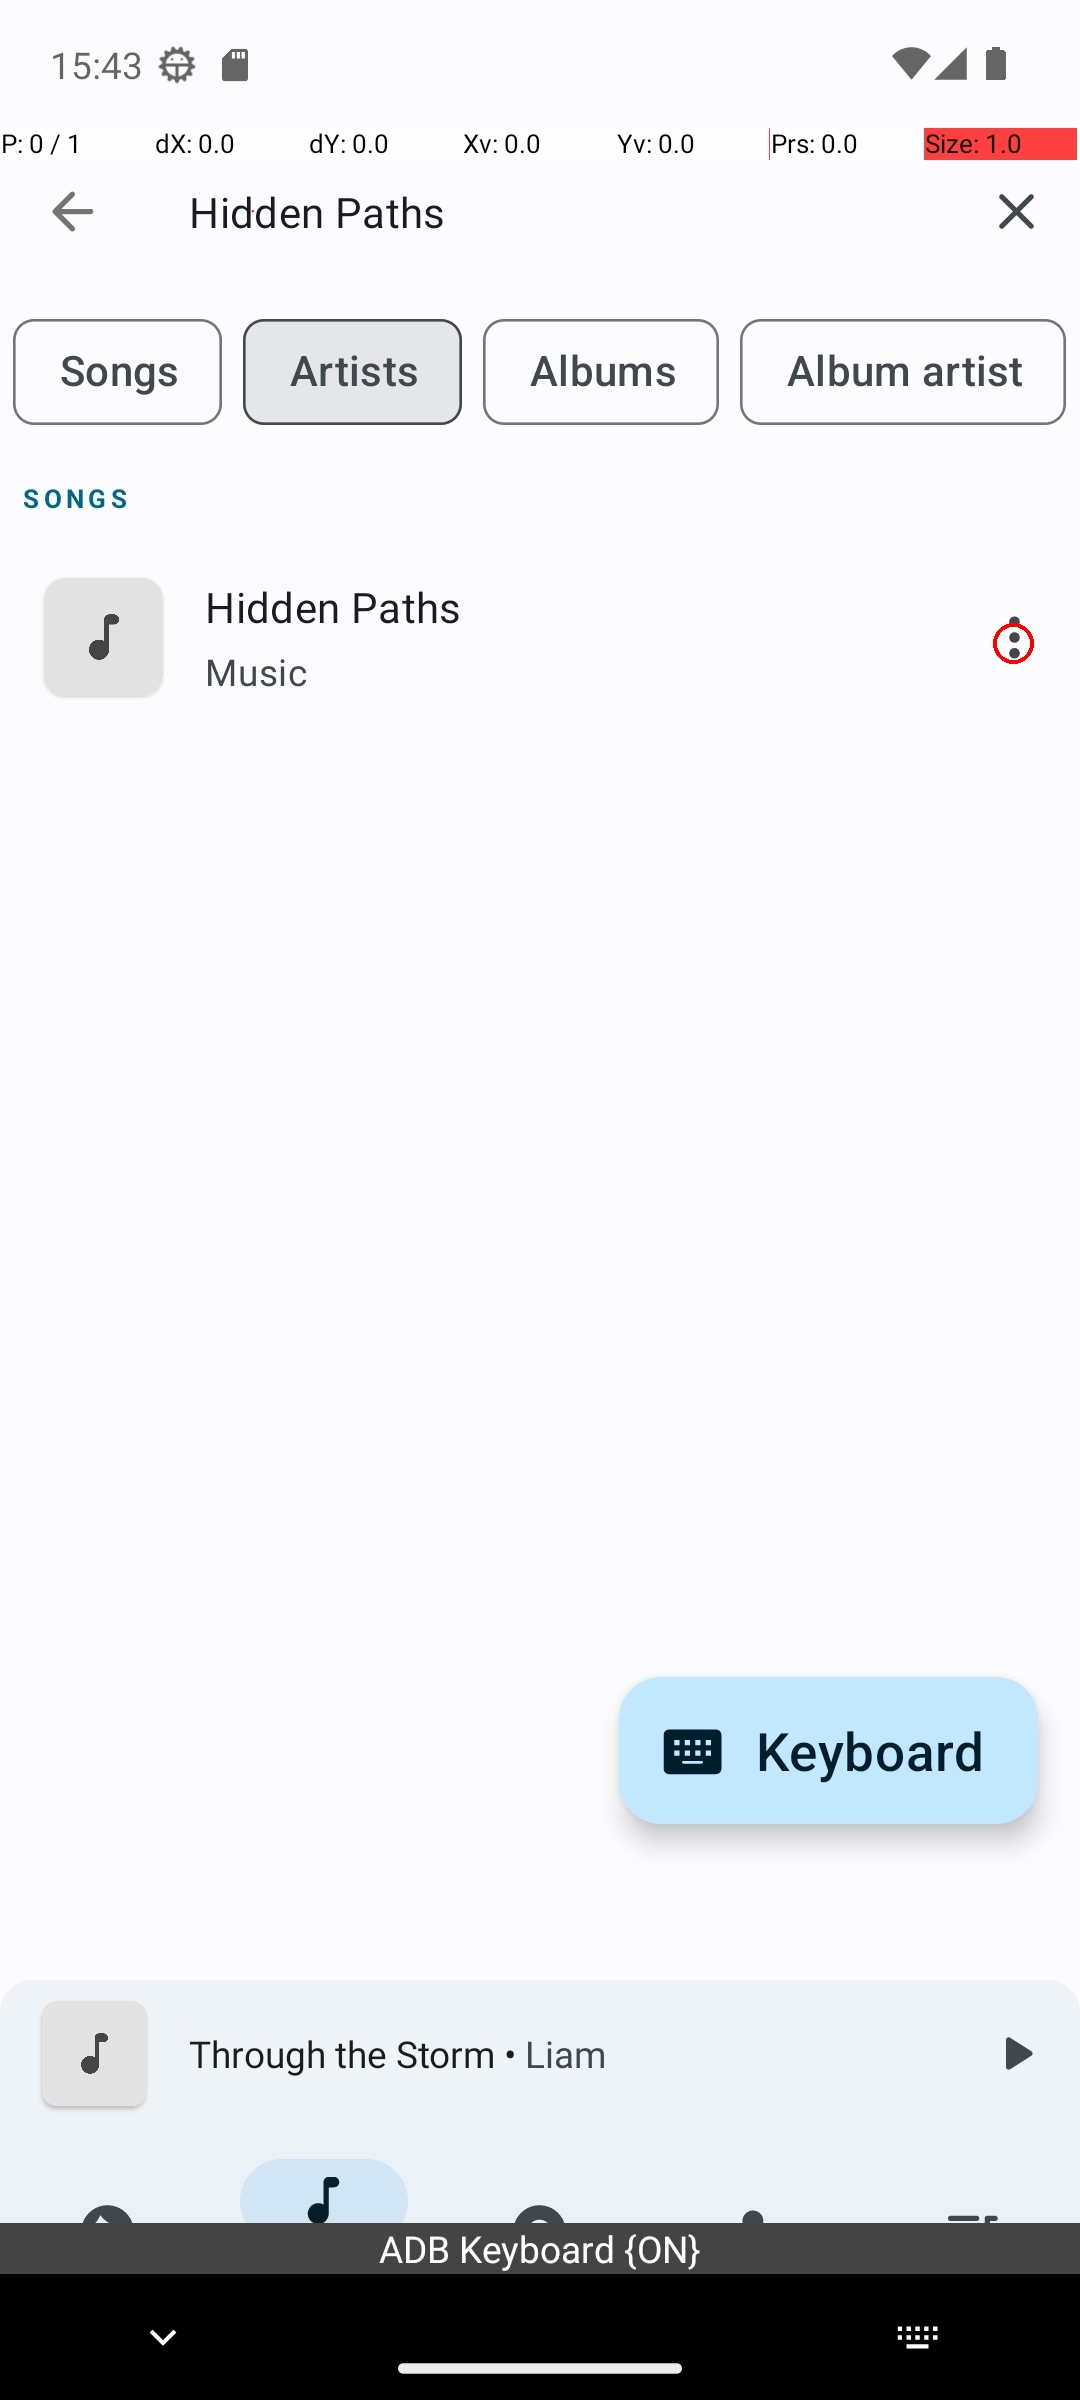 15:43
P: 0 / 1 dX: 0.0 dY: 0.0 Xv: 0.0 Yv: 0.0 Prs: 0.0 Size: 1.0
Hidden Paths
Songs Artists Albums Album artist
SONGS
Hidden Paths
Music
Keyboard
Through the Storm • Liam
ADB Keyboard {ON}